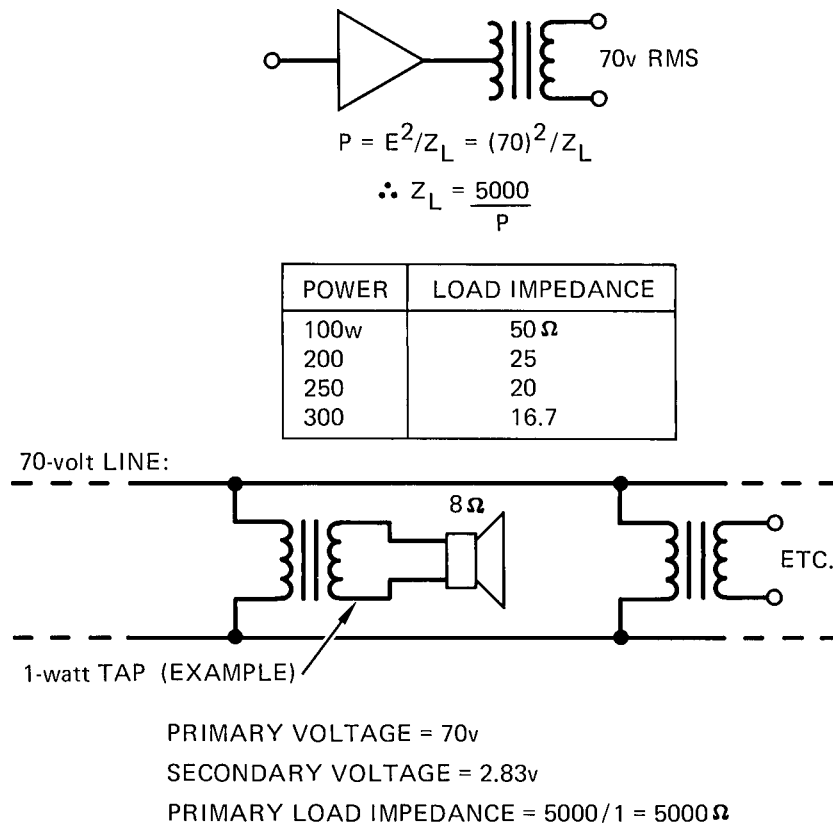 70v RMS
P = E²/Z_L = (70)²/Z_L
∴ Z_L = 5000/P
POWER LOAD IMPEDANCE
100w 50 Ω
200 25
250 20
300 16.7
70-volt LINE:
8Ω
ETC.
1-watt TAP (EXAMPLE)
PRIMARY VOLTAGE = 70v
SECONDARY VOLTAGE = 2.83v
PRIMARY LOAD IMPEDANCE = 5000/1 = 5000Ω